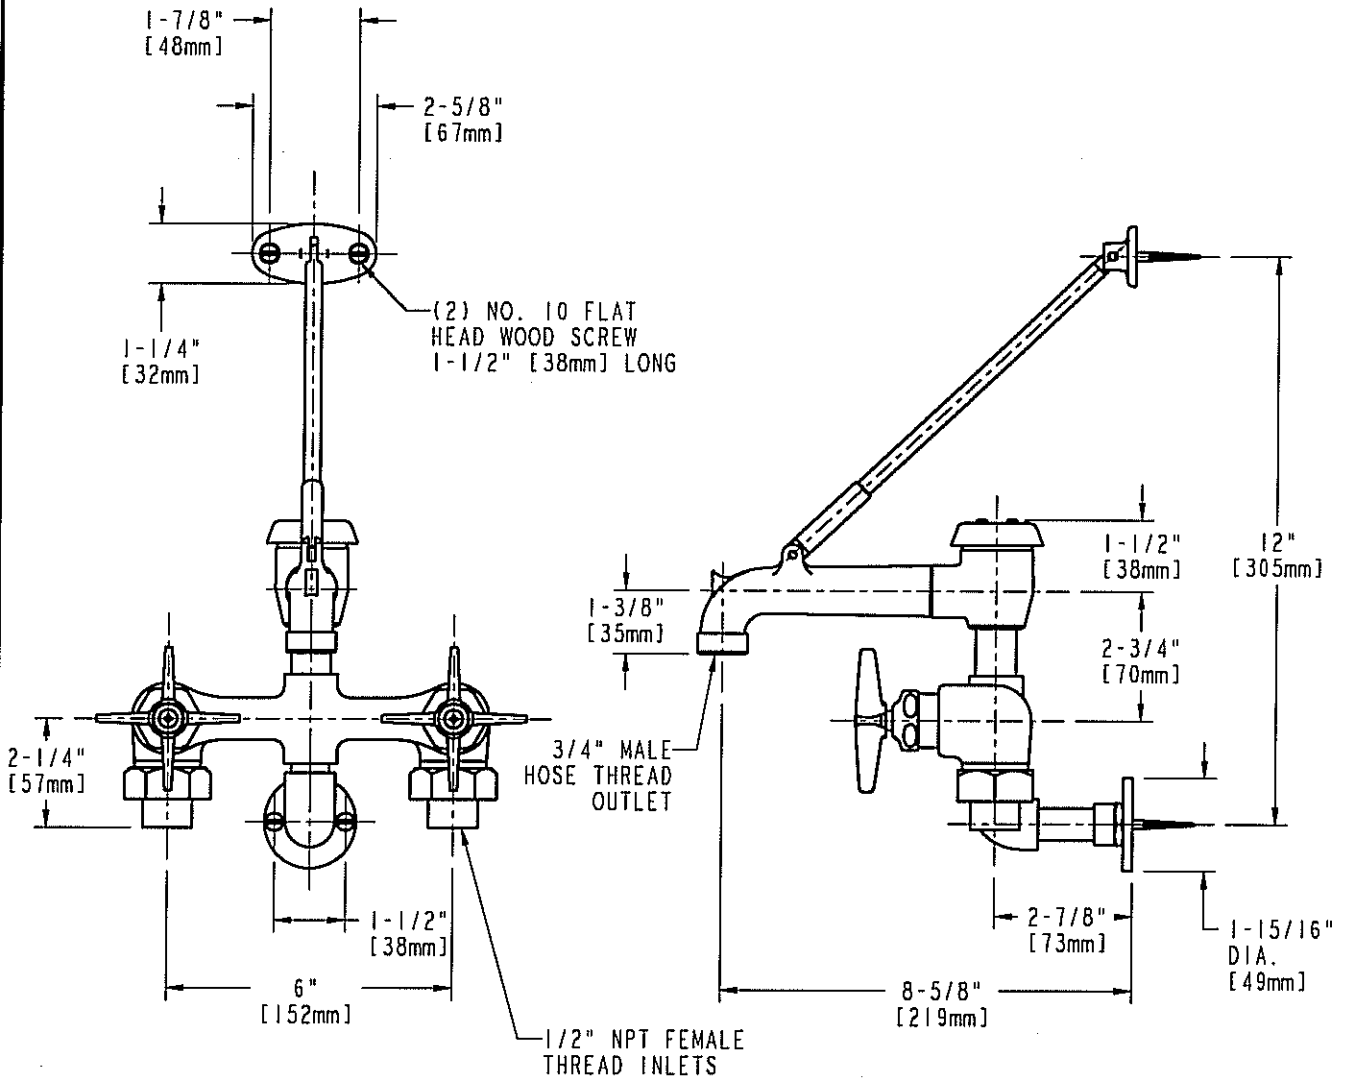 1-7/8"
[48mm]
2-5/8"
[67mm]
1-1/4"
[32mm]
(2) NO. 10 FLAT
HEAD WOOD SCREW
1-1/2" [38mm] LONG
1-1/2"
[38mm]
12"
[305mm]
1-3/8"
[35mm]
2-3/4"
[70mm]
2-1/4"
[57mm]
3/4" MALE
HOSE THREAD
OUTLET
1-1/2"
[38mm]
2-7/8"
[73mm]
1-15/16"
DIA.
[49mm]
6"
[152mm]
8-5/8"
[219mm]
1/2" NPT FEMALE
THREAD INLETS